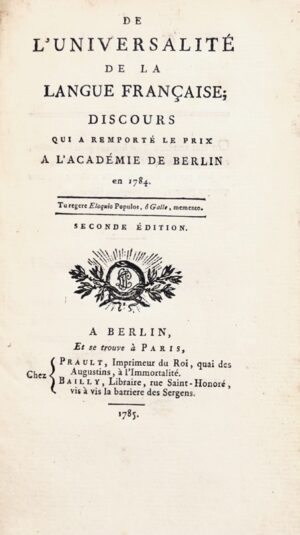 DE
L'UNIVERSALITÉ
DE LA
LANGUE FRANÇAISE;
DISCOURS
QUI A REMPORTÉ LE PRIX
A L'ACADÉMIE DE BERLIN
en 1784.
Tu regere Eloquio Populos, ô Galle, memento.
SECONDE ÉDITION.
A BERLIN,
Et se trouve à PARIS,
Chez
PRAULT, Imprimeur du Roi, quai des
Augustins, à l'Immortalité.
BAILLY, Libraire, rue Saint-Honoré,
vis à vis la barriere des Sergens.
1785.